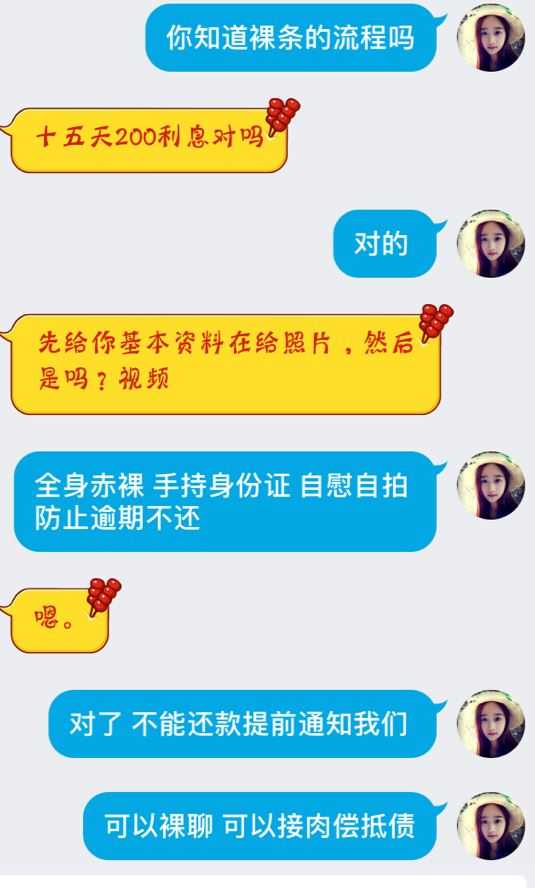 你知道裸条的流程吗
十五天200利息对吗
对的
先给你基本资料在给照片，然后
是吗？视频
全身赤裸 手持身份证 自慰自拍
防止逾期不还
嗯。
对了 不能还款提前通知我们
可以裸聊 可以接肉偿抵债